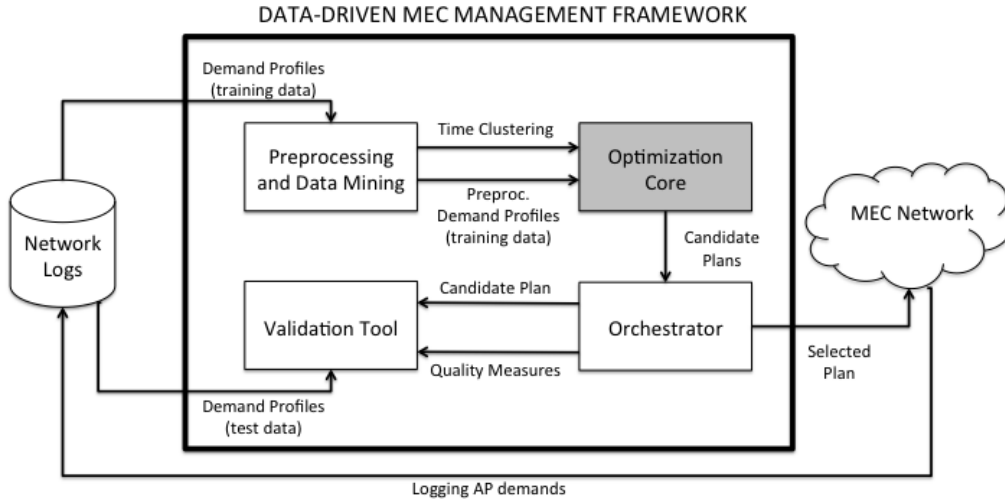 DATA-DRIVEN MEC MANAGEMENT FRAMEWORK
Demand Profiles
(training data)
Time Clustering
Preprocessing
and Data Mining
Optimization
Core
Preproc.
Demand Profiles
(training data)
MEC Network
Network
Logs
Candidate
Plans
Candidate Plan
Validation Tool
Orchestrator
Quality Measures
Selected
Plan
Demand Profiles
(test data)
Logging AP demands